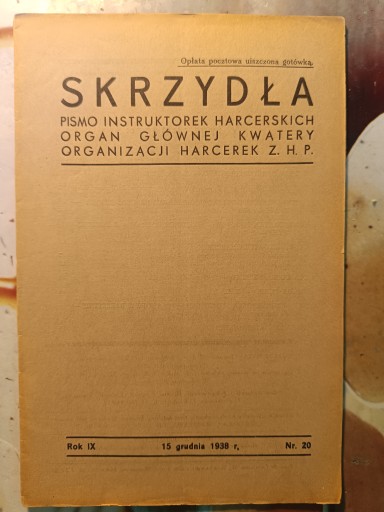 Opłata pocztowa uiszczona gotówką.
SKRZYDŁA
PISMO INSTRUKTOREK HARCERSKICH
ORGAN GŁÓWNEJ KWATERY
ORGANIZACJI HARCEREK Z. H. P.
Rok IX 15 grudnia 1938 r, Nr. 20